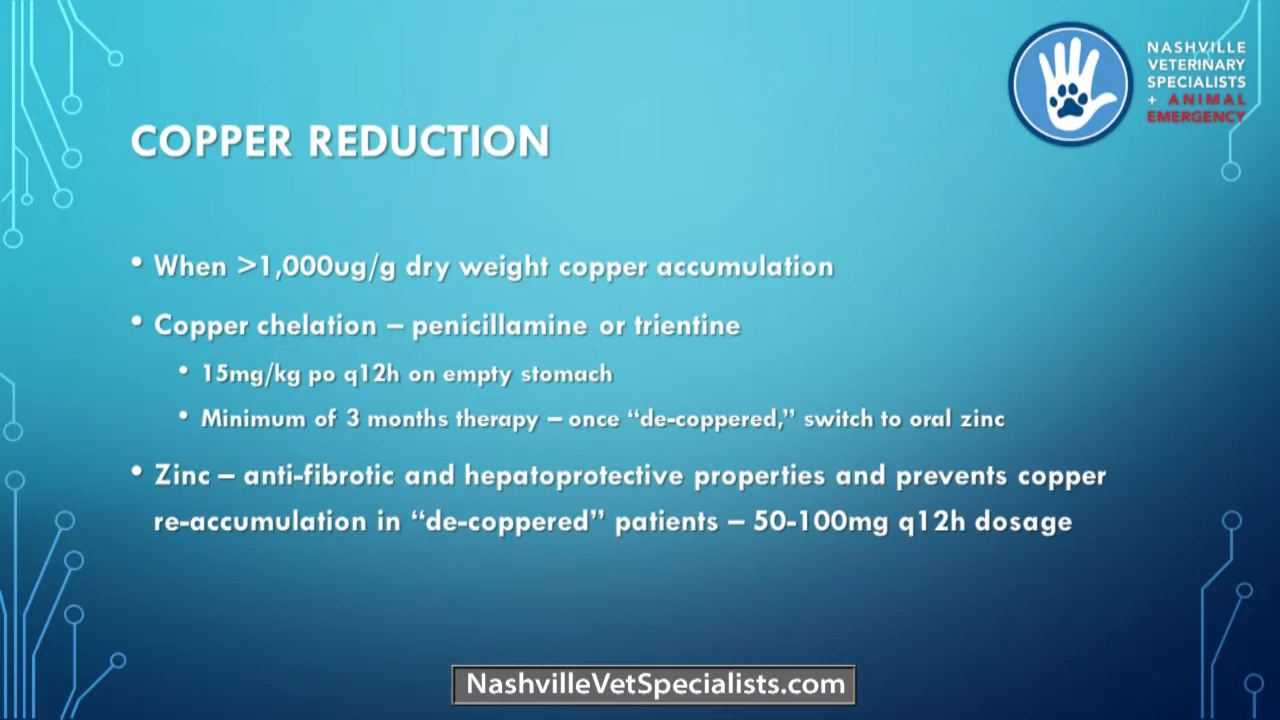 NASHVILLE
VETERINARY
SPECIALISTS
+ ANIMAL
EMERGENCY
COPPER REDUCTION
• When >1,000ug/g dry weight copper accumulation
• Copper chelation – penicillamine or trientine
• 15mg/kg po q12h on empty stomach
• Minimum of 3 months therapy – once “de-coppered,” switch to oral zinc
• Zinc – anti-fibrotic and hepatoprotective properties and prevents copper
re-accumulation in “de-coppered” patients – 50-100mg q12h dosage
NashvilleVetSpecialists.com